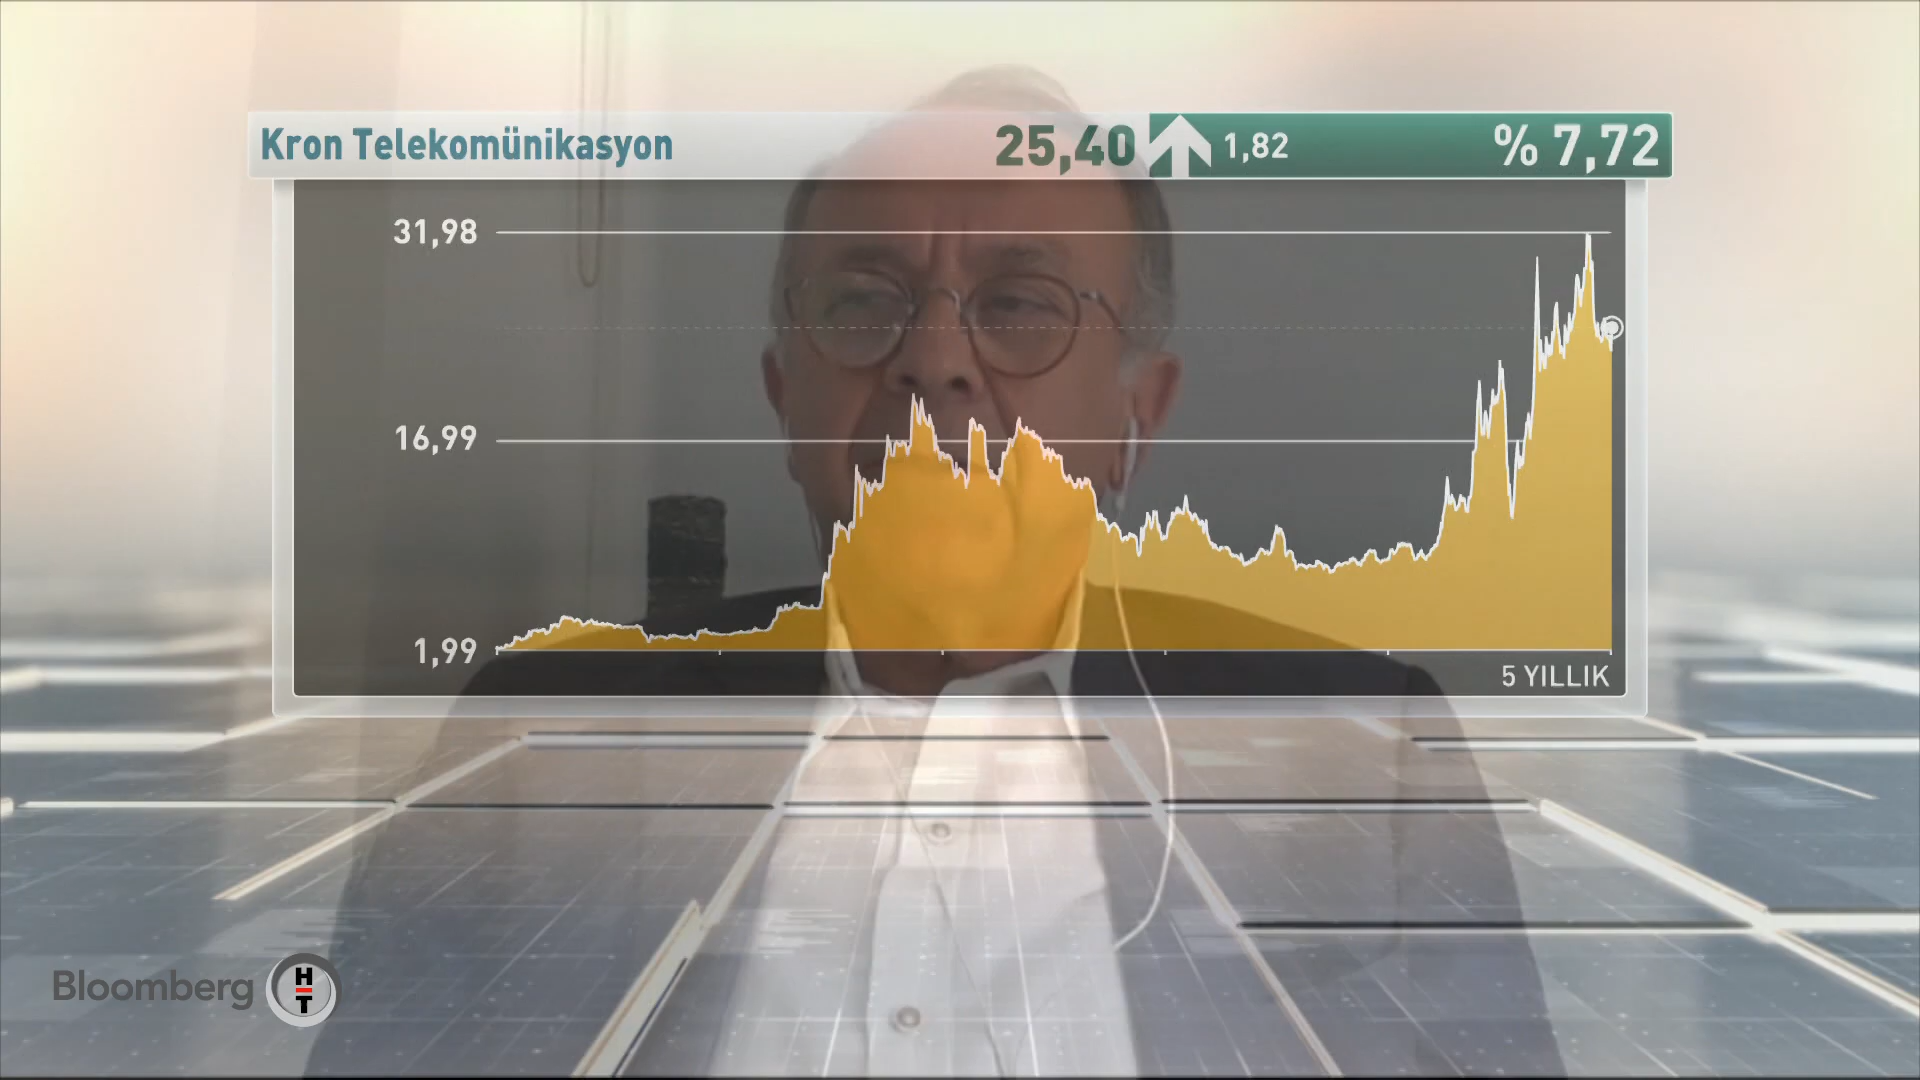 Kron Telekomünikasyon 25,40 1,82 % 7,72
31,98
16,99
1,99
5 YILLIK
Bloomberg HT